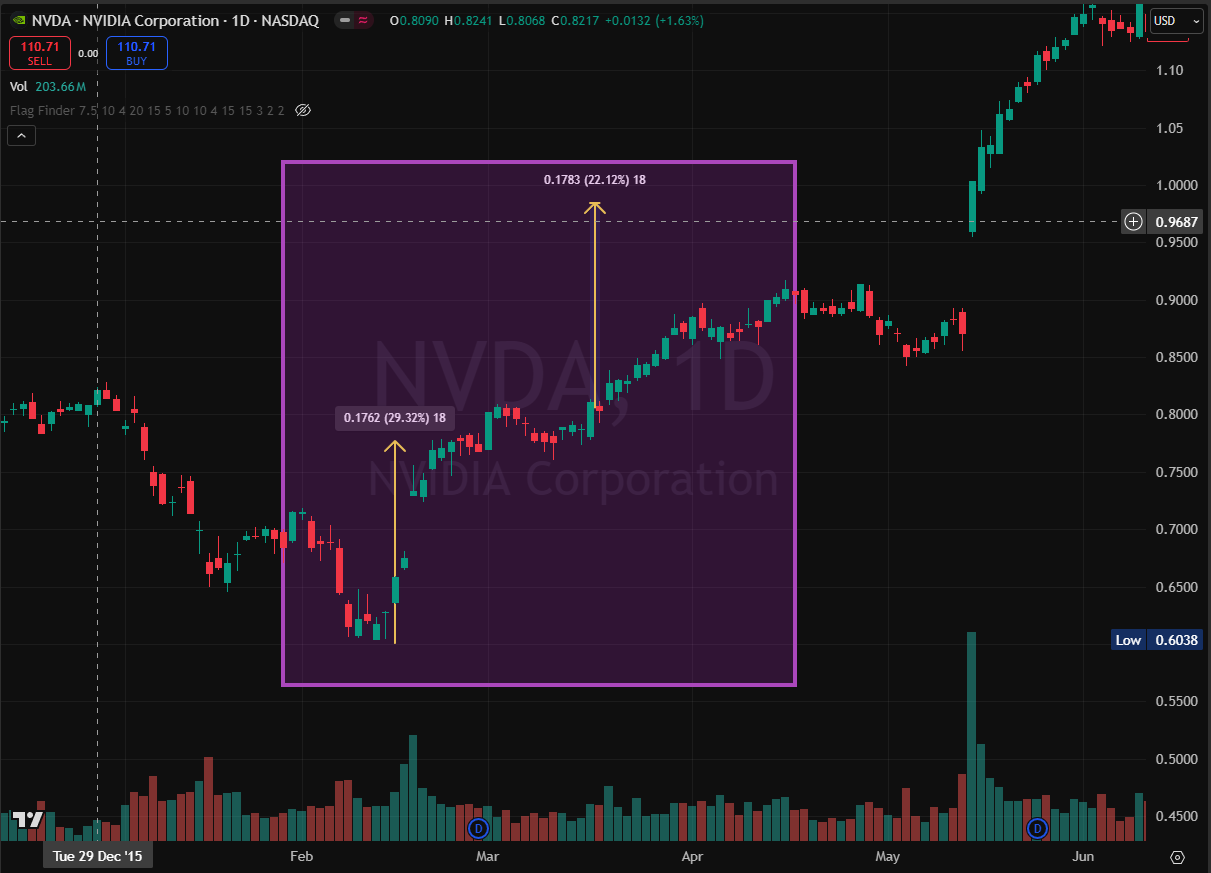 NVDA · NVIDIA Corporation · 1D · NASDAQ O0.8090 H0.8241 L0.8068 C0.8217 +0.0132 (+1.63%)
USD
110.71
SELL
0.00
110.71
BUY
Vol 203.66M
Flag Finder 7.5 10 4 20 15 5 10 10 4 15 15 3 2 2
1.10
1.05
1.0000
0.9687
0.9500
0.9000
0.8500
0.8000
0.7500
0.7000
0.6500
Low 0.6038
0.5500
0.5000
0.4500
0.1783 (22.12%) 18
0.1762 (29.32%) 18
NVDA, 1D
NVIDIA Corporation
D
D
Tue 29 Dec '15
Feb
Mar
Apr
May
Jun